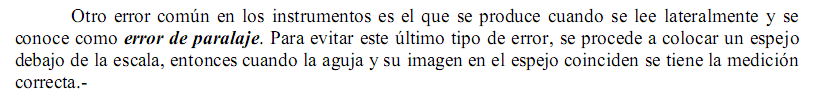 Otro error común en los instrumentos es el que se produce cuando se lee lateralmente y se
conoce como error de paralaje. Para evitar este último tipo de error, se procede a colocar un espejo
debajo de la escala, entonces cuando la aguja y su imagen en el espejo coinciden se tiene la medición
correcta.-